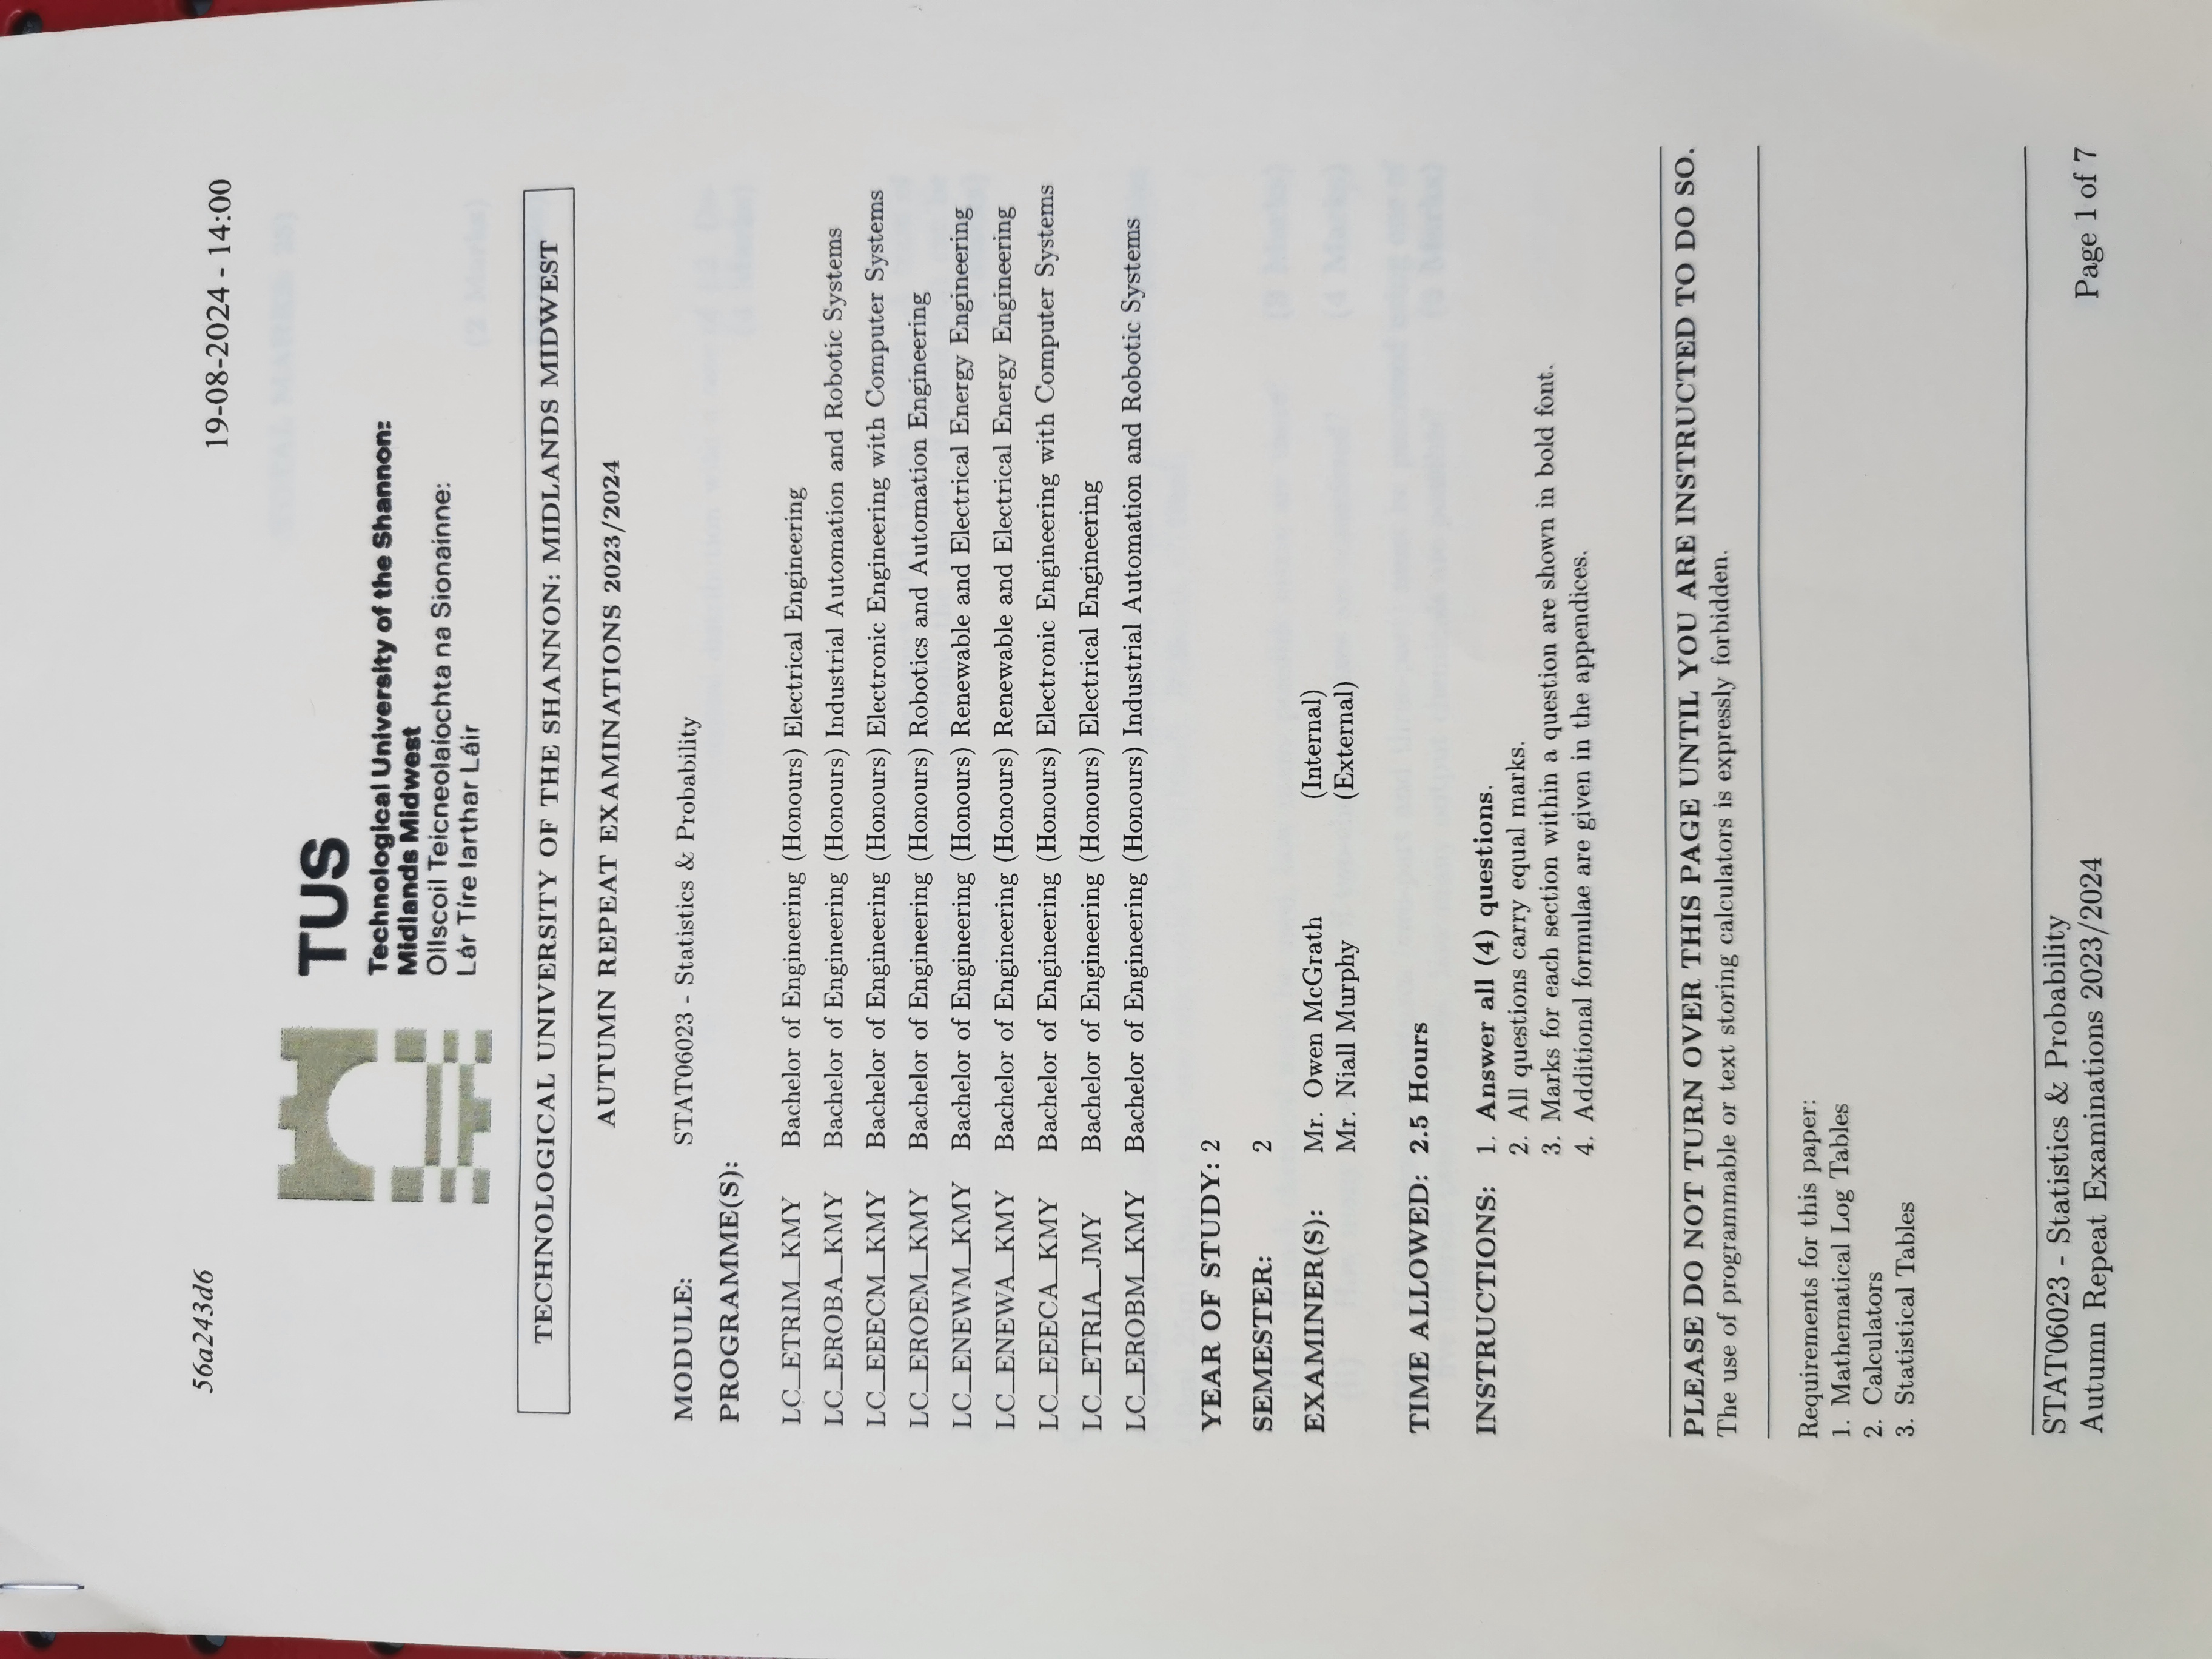 56a243d6
19-08-2024 - 14:00
TUS
Technological University of the Shannon:
Midlands Midwest
Ollscoil Teicneolaíochta na Sionainne:
Lár Tíre Iarthar Láir
TECHNOLOGICAL UNIVERSITY OF THE SHANNON: MIDLANDS MIDWEST
AUTUMN REPEAT EXAMINATIONS 2023/2024
MODULE: STAT06023 - Statistics & Probability
PROGRAMME(S):
LC_ETRIM_KMY Bachelor of Engineering (Honours) Electrical Engineering
LC_EROBA_KMY Bachelor of Engineering (Honours) Industrial Automation and Robotic Systems
LC_EEECM_KMY Bachelor of Engineering (Honours) Electronic Engineering with Computer Systems
LC_EROEM_KMY Bachelor of Engineering (Honours) Robotics and Automation Engineering
LC_ENEWM_KMY Bachelor of Engineering (Honours) Renewable and Electrical Energy Engineering
LC_ENEWA_KMY Bachelor of Engineering (Honours) Renewable and Electrical Energy Engineering
LC_EEECA_KMY Bachelor of Engineering (Honours) Electronic Engineering with Computer Systems
LC_ETRIA_JMY Bachelor of Engineering (Honours) Electrical Engineering
LC_EROBM_KMY Bachelor of Engineering (Honours) Industrial Automation and Robotic Systems
YEAR OF STUDY: 2
SEMESTER: 2
EXAMINER(S): Mr. Owen McGrath (Internal)
Mr. Niall Murphy (External)
TIME ALLOWED: 2.5 Hours
INSTRUCTIONS: 1. Answer all (4) questions.
2. All questions carry equal marks.
3. Marks for each section within a question are shown in bold font.
4. Additional formulae are given in the appendices.
PLEASE DO NOT TURN OVER THIS PAGE UNTIL YOU ARE INSTRUCTED TO DO SO.
The use of programmable or text storing calculators is expressly forbidden.
Requirements for this paper:
1. Mathematical Log Tables
2. Calculators
3. Statistical Tables
STAT06023 - Statistics & Probability
Autumn Repeat Examinations 2023/2024
Page 1 of 7